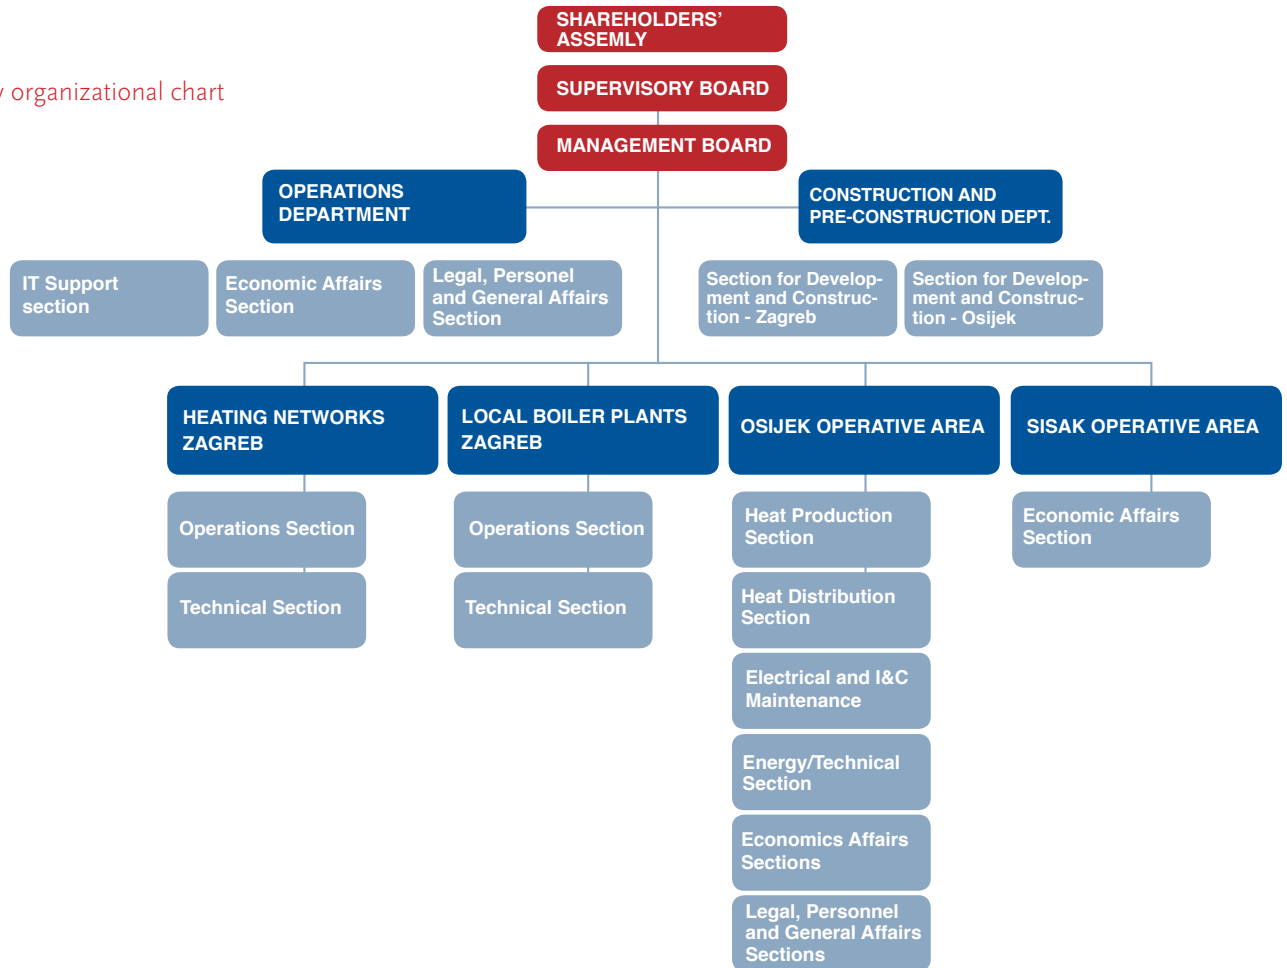 SHAREHOLDERS'
ASSEMLY
organizational chart
SUPERVISORY BOARD
MANAGEMENT BOARD
OPERATIONS
DEPARTMENT
CONSTRUCTION AND
PRE-CONSTRUCTION DEPT.
IT Support
section
Economic Affairs
Section
Legal, Personel
and General Affairs
Section
Section for Develop-
ment and Construc-
tion - Zagreb
Section for Develop-
ment and Construc-
tion - Osijek
HEATING NETWORKS
ZAGREB
LOCAL BOILER PLANTS
ZAGREB
OSIJEK OPERATIVE AREA
SISAK OPERATIVE AREA
Operations Section
Technical Section
Operations Section
Technical Section
Heat Production
Section
Heat Distribution
Section
Electrical and I&C
Maintenance
Energy/Technical
Section
Economics Affairs
Sections
Legal, Personnel
and General Affairs
Sections
Economic Affairs
Section